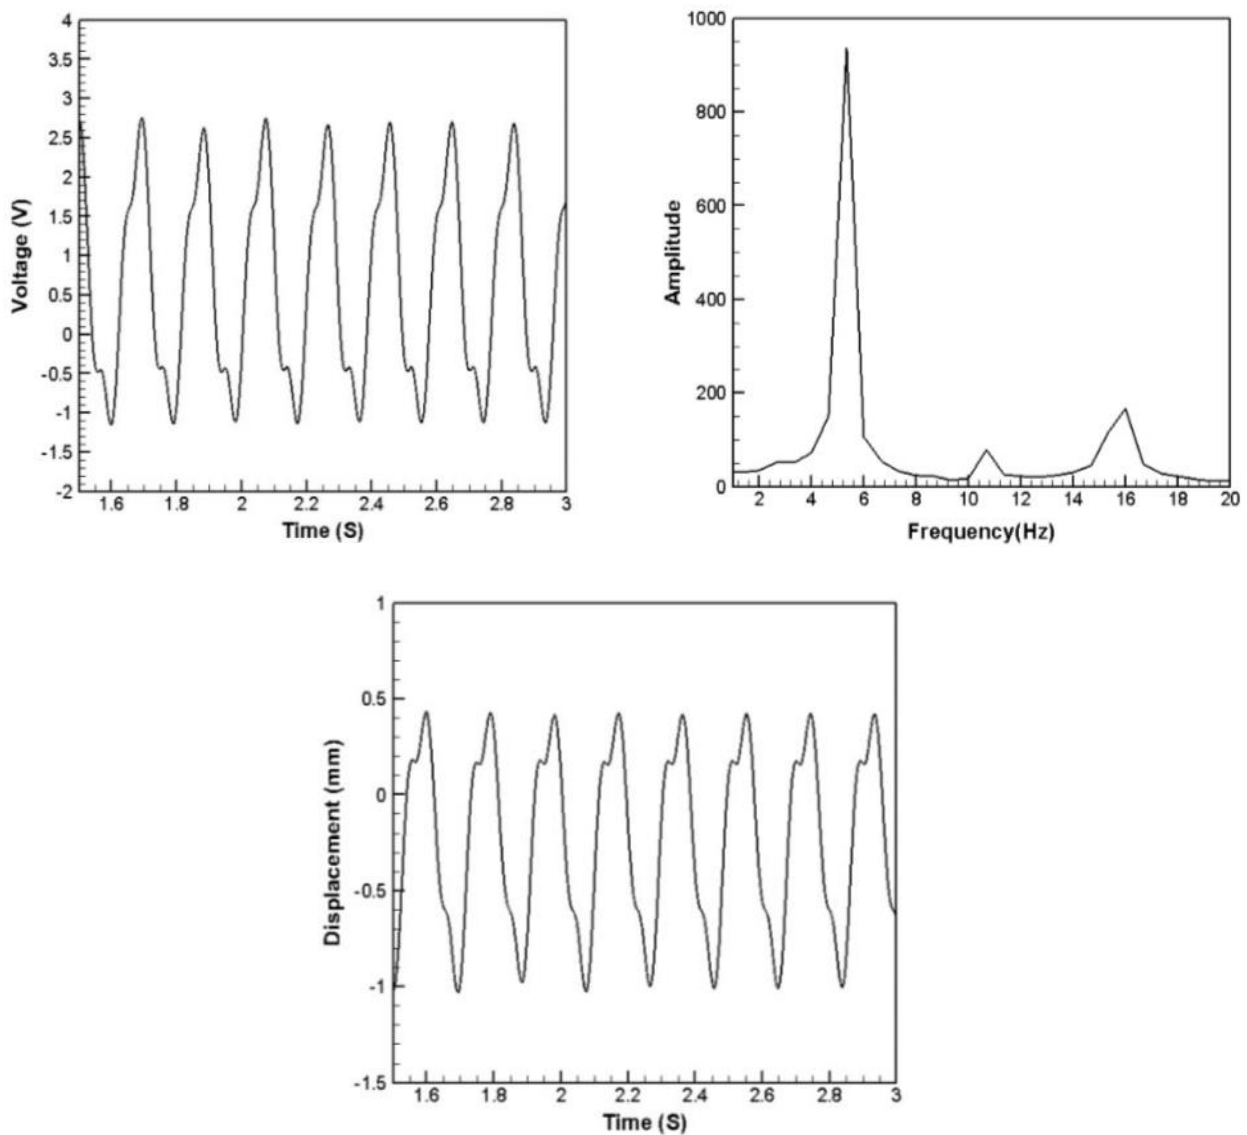 4
3.5
3
2.5
2
1.5
1
0.5
0
-0.5
-1
-1.5
-2
Voltage (V)
1.6 1.8 2 2.2 2.4 2.6 2.8 3
Time (S)
1000
800
600
400
200
0
Amplitude
2 4 6 8 10 12 14 16 18 20
Frequency(Hz)
1
0.5
0
-0.5
-1
-1.5
Displacement (mm)
1.6 1.8 2 2.2 2.4 2.6 2.8 3
Time (S)